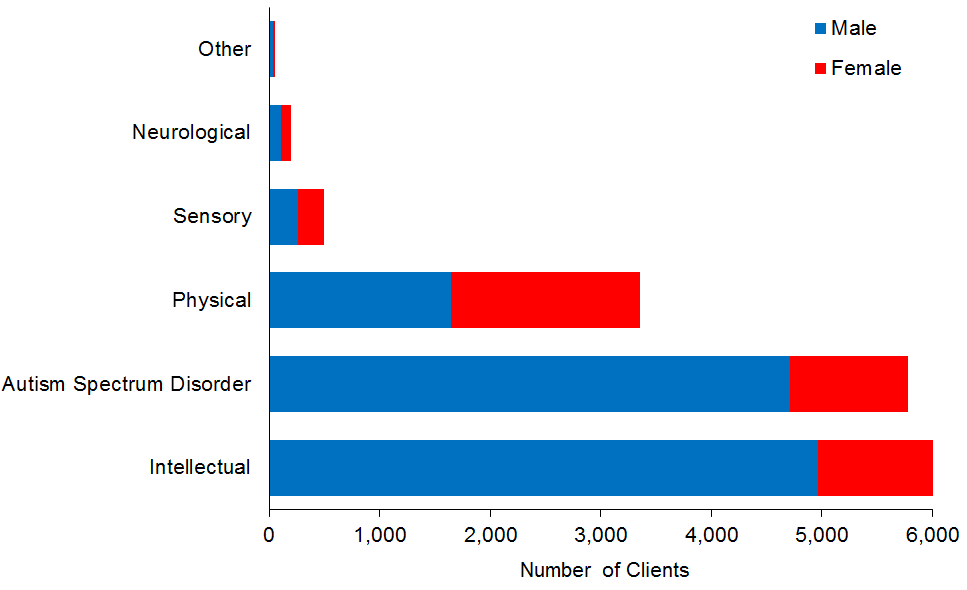 Other
Male
Female
Neurological
Sensory
Physical
Autism Spectrum Disorder
Intellectual
0 1,000 2,000 3,000 4,000 5,000 6,000
Number of Clients